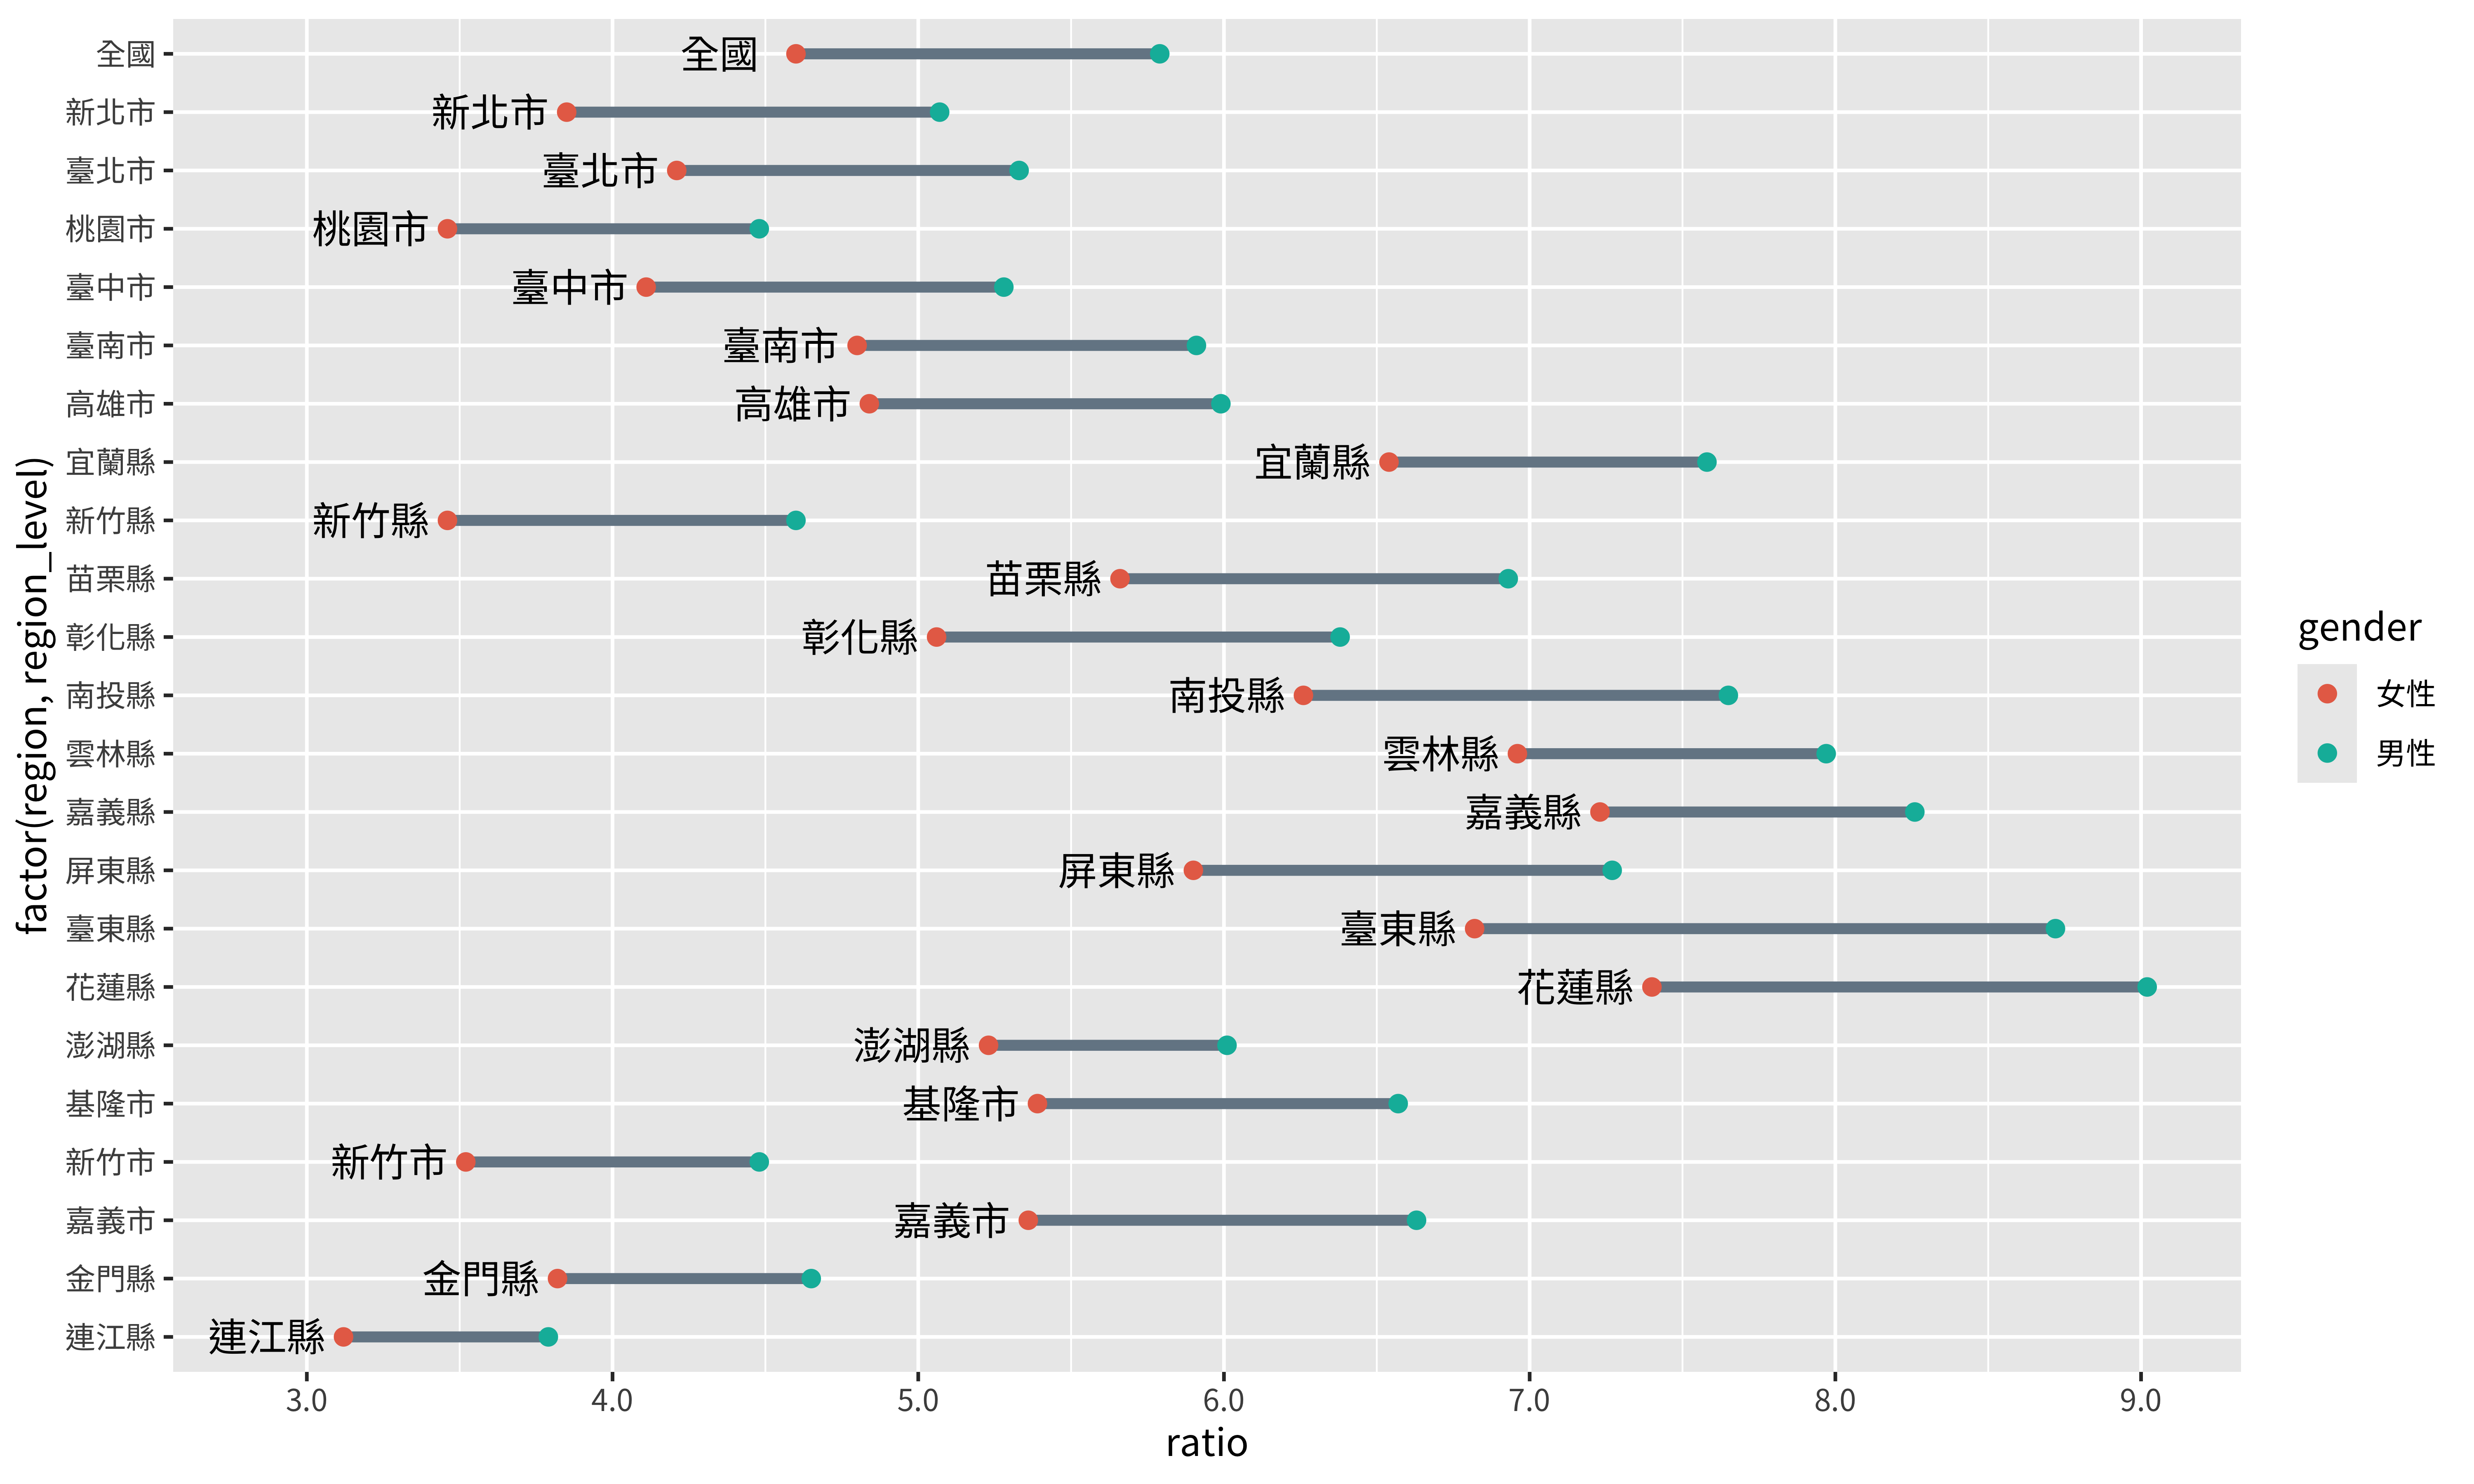 factor(region, region_level)
全國 全國
新北市 新北市
臺北市 臺北市
桃園市 桃園市
臺中市 臺中市
臺南市 臺南市
高雄市 高雄市
宜蘭縣 宜蘭縣
新竹縣 新竹縣
苗栗縣 苗栗縣
彰化縣 彰化縣
南投縣 南投縣
雲林縣 雲林縣
嘉義縣 嘉義縣
屏東縣 屏東縣
臺東縣 臺東縣
花蓮縣 花蓮縣
澎湖縣 澎湖縣
基隆市 基隆市
新竹市 新竹市
嘉義市 嘉義市
金門縣 金門縣
連江縣 連江縣
3.0 4.0 5.0 6.0 7.0 8.0 9.0
ratio
gender
女性
男性